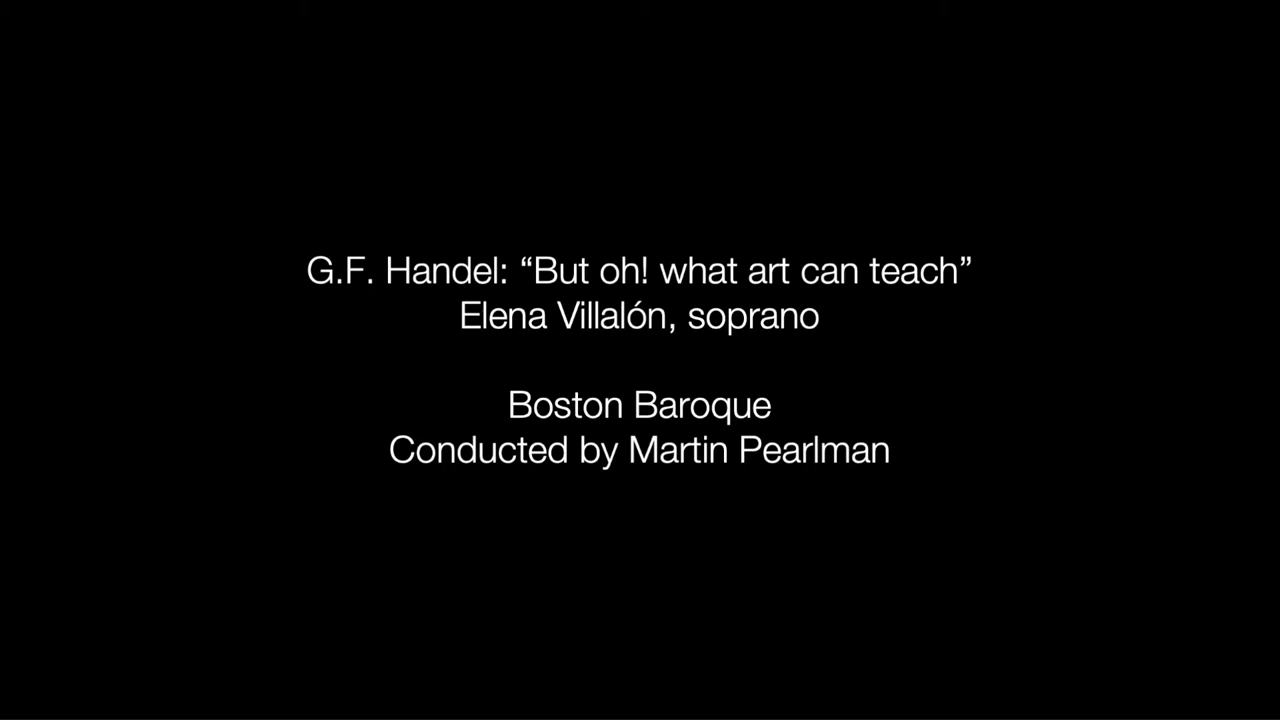 G.F. Handel: “But oh! what art can teach”
Elena Villalón, soprano
Boston Baroque
Conducted by Martin Pearlman